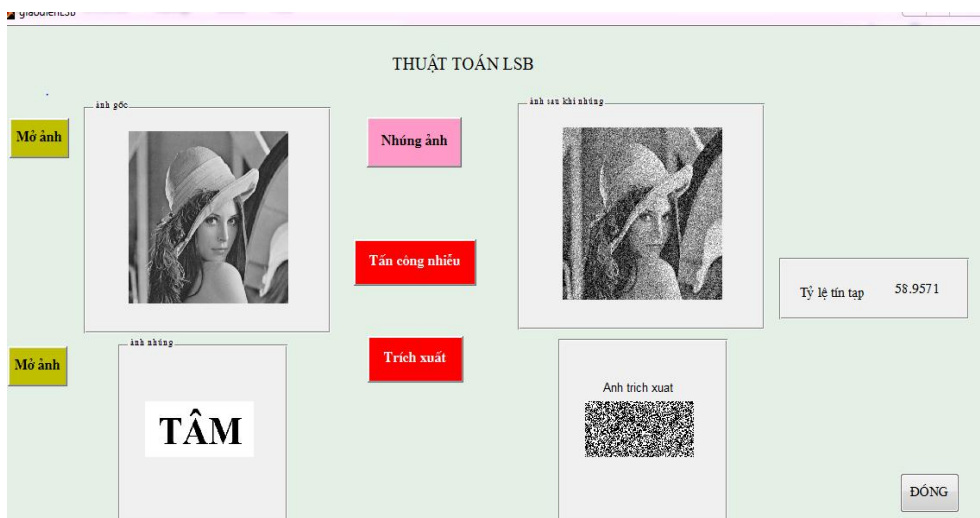 giaodienLSB
THUẬT TOÁN LSB
ảnh gốc
ảnh sau khi nhúng
Mở ảnh
Nhúng ảnh
Tấn công nhiễu
Tỷ lệ tín tạp
58.9571
ảnh nhúng
Trích xuất
Mở ảnh
Anh trich xuat
TÂM
ĐÓNG